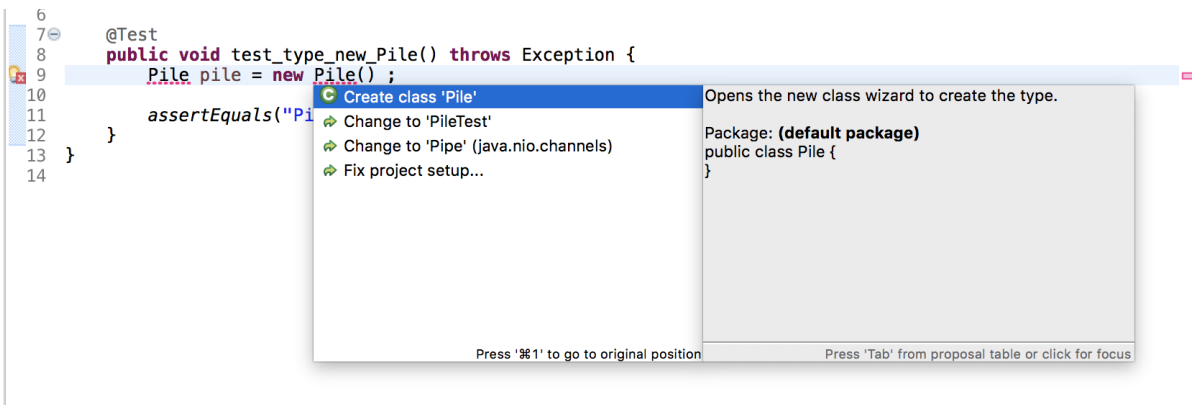 6
7 @Test
8 public void test_type_new_Pile() throws Exception {
9 Pile pile = new Pile() ;
10
11 assertEquals("Pi
12 }
13 }
14
Create class 'Pile'
Change to 'PileTest'
Change to 'Pipe' (java.nio.channels)
Fix project setup...
Press '⌘1' to go to original position
Opens the new class wizard to create the type.
Package: (default package)
public class Pile {
}
Press 'Tab' from proposal table or click for focus